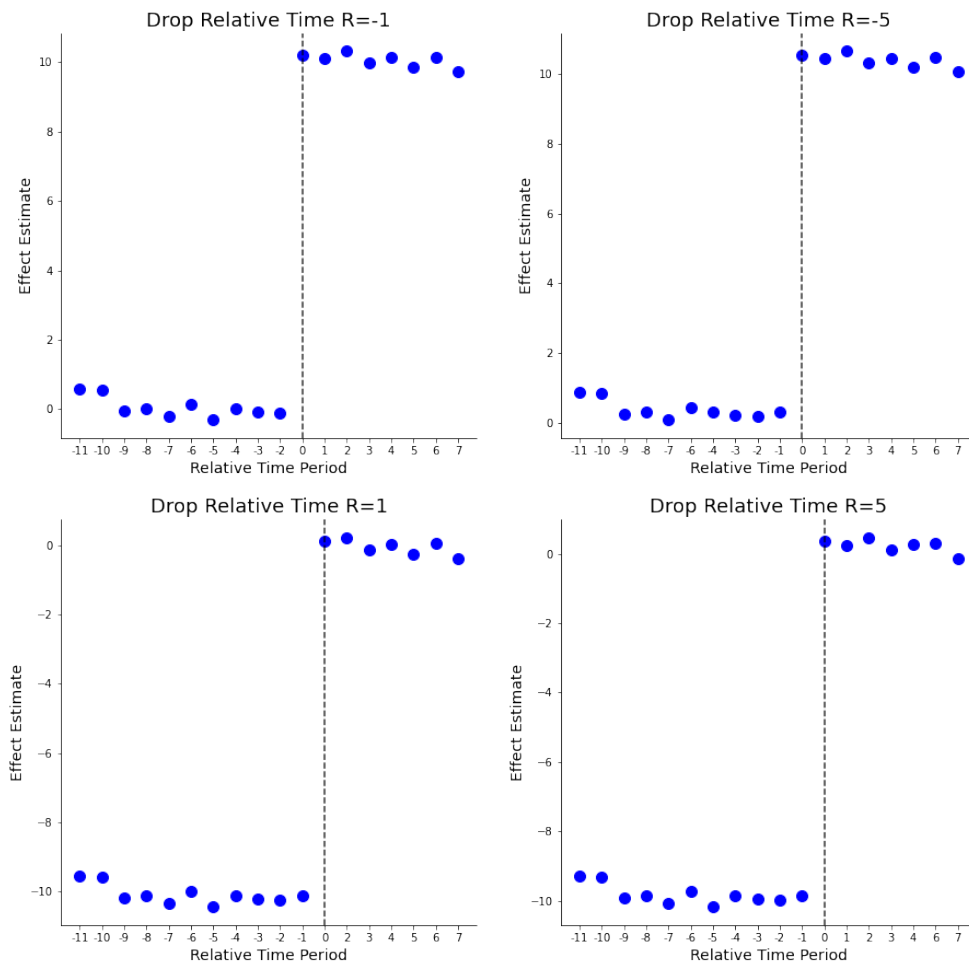 Drop Relative Time R=-1
10
8
6
4
2
0
Effect Estimate
-11 -10 -9 -8 -7 -6 -5 -4 -3 -2 0 1 2 3 4 5 6 7
Relative Time Period
Drop Relative Time R=-5
10
8
6
4
2
0
Effect Estimate
-11 -10 -9 -8 -7 -6 -4 -3 -2 -1 0 1 2 3 4 5 6 7
Relative Time Period
Drop Relative Time R=1
0
−2
−4
−6
−8
−10
Effect Estimate
-11 -10 -9 -8 -7 -6 -5 -4 -3 -2 -1 0 2 3 4 5 6 7
Relative Time Period
Drop Relative Time R=5
0
−2
−4
−6
−8
−10
Effect Estimate
-11 -10 -9 -8 -7 -6 -5 -4 -3 -2 -1 0 1 2 3 4 6 7
Relative Time Period